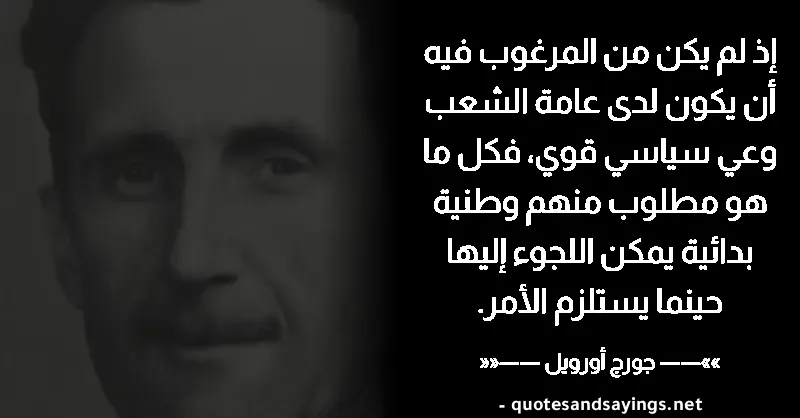 إذ لم يكن من المرغوب فيه
أن يكون لدى عامة الشعب
وعي سياسي قوي، فكل ما
هو مطلوب منهم وطنية
بدائية يمكن اللجوء إليها
حينما يستلزم الأمر.
»»—— جورج أورويل ——««
- quotesandsayings.net